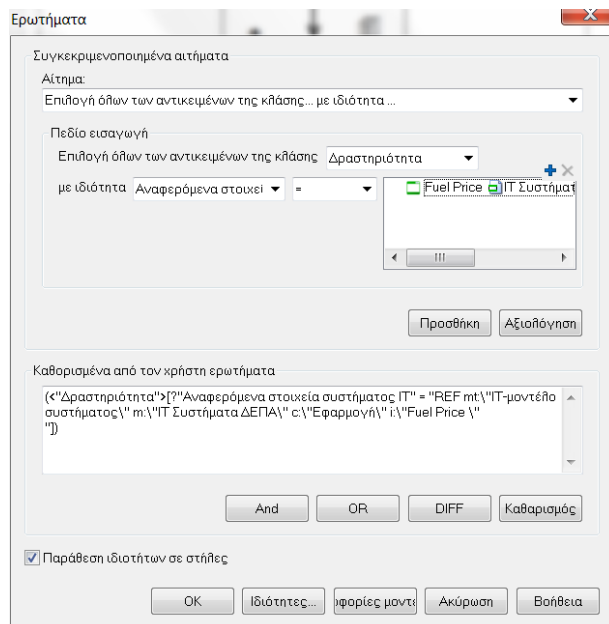 Ερωτήματα
Συγκεκριμενοποιημένα αιτήματα
Αίτημα:
Επιλογή όλων των αντικειμένων της κλάσης... με ιδιότητα ...
Πεδίο εισαγωγή
Επιλογή όλων των αντικειμένων της κλάσης Δραστηριότητα
με ιδιότητα Αναφερόμενα στοιχεί =
Fuel Price IT Συστήματ
Προσθήκη Αξιολόγηση
Καθορισμένα από τον χρήστη ερωτήματα
(<"Δραστηριότητα">[?"Αναφερόμενα στοιχεία συστήματος IT" = "REF mt:\"IT-μοντέλο
συστήματος\" m:\"IT Συστήματα ΔΕΠΑ\" c:\"Εφαρμογή\" i:\"Fuel Price \"
"])
And OR DIFF Καθαρισμός
Παράθεση ιδιοτήτων σε στήλες
OK Ιδιότητες... οφορίες μοντέ Ακύρωση Βοήθεια